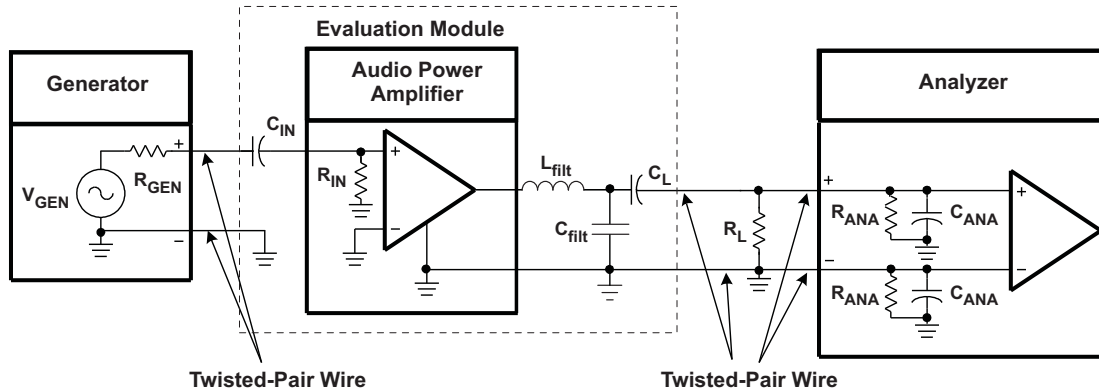 Evaluation Module
Generator
Audio Power
Amplifier
Analyzer
C_IN
+
R_GEN
V_GEN
−
R_IN
+
−
L_filt
C_L
C_filt
R_L
+
R_ANA
C_ANA
+
−
R_ANA
C_ANA
−
Twisted-Pair Wire
Twisted-Pair Wire